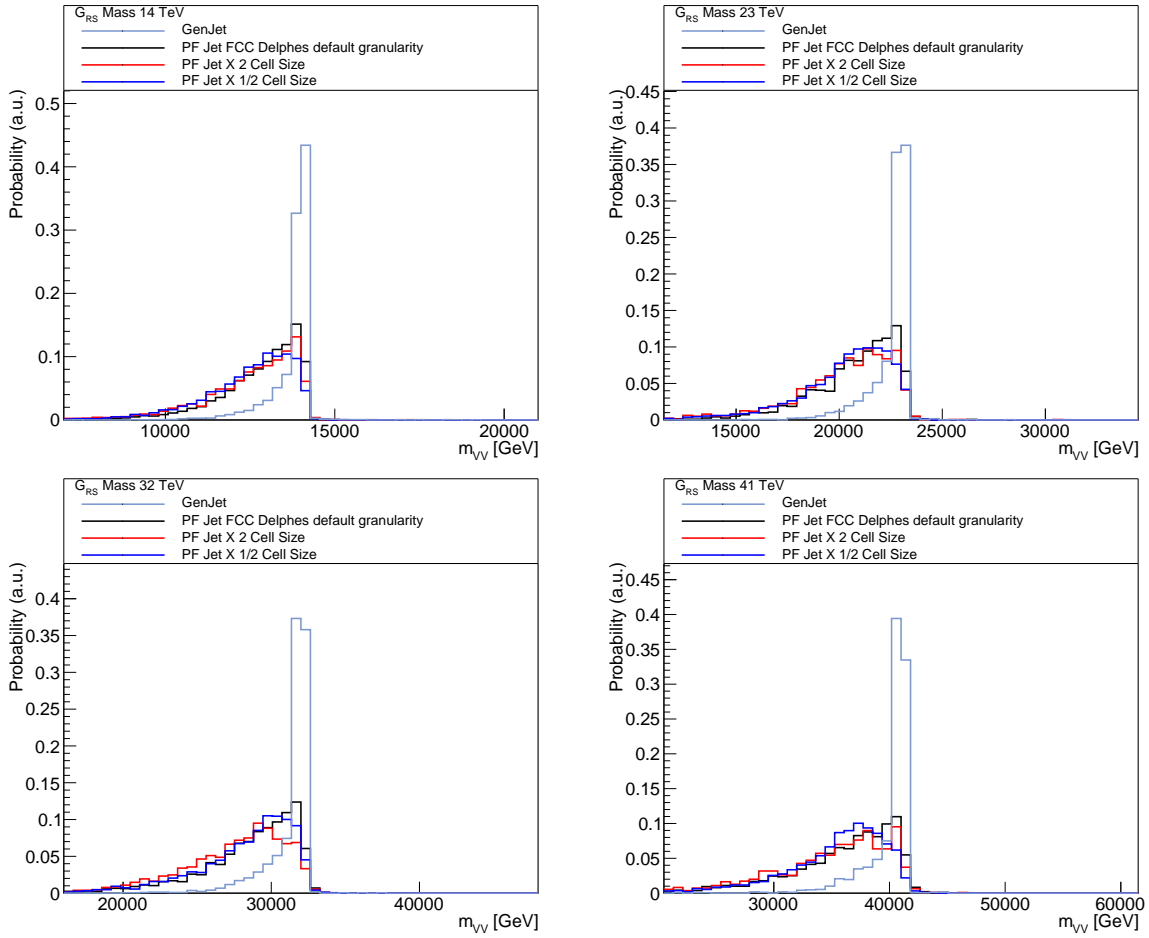 G_RS Mass 14 TeV
GenJet
PF Jet FCC Delphes default granularity
PF Jet X 2 Cell Size
PF Jet X 1/2 Cell Size
Probability (a.u.)
0.5
0.4
0.3
0.2
0.1
0
10000 15000 20000
m_VV [GeV]
G_RS Mass 23 TeV
GenJet
PF Jet FCC Delphes default granularity
PF Jet X 2 Cell Size
PF Jet X 1/2 Cell Size
Probability (a.u.)
0.45
0.4
0.35
0.3
0.25
0.2
0.15
0.1
0.05
0
15000 20000 25000 30000
m_VV [GeV]
G_RS Mass 32 TeV
GenJet
PF Jet FCC Delphes default granularity
PF Jet X 2 Cell Size
PF Jet X 1/2 Cell Size
Probability (a.u.)
0.4
0.35
0.3
0.25
0.2
0.15
0.1
0.05
0
20000 30000 40000
m_VV [GeV]
G_RS Mass 41 TeV
GenJet
PF Jet FCC Delphes default granularity
PF Jet X 2 Cell Size
PF Jet X 1/2 Cell Size
Probability (a.u.)
0.45
0.4
0.35
0.3
0.25
0.2
0.15
0.1
0.05
0
30000 40000 50000 60000
m_VV [GeV]